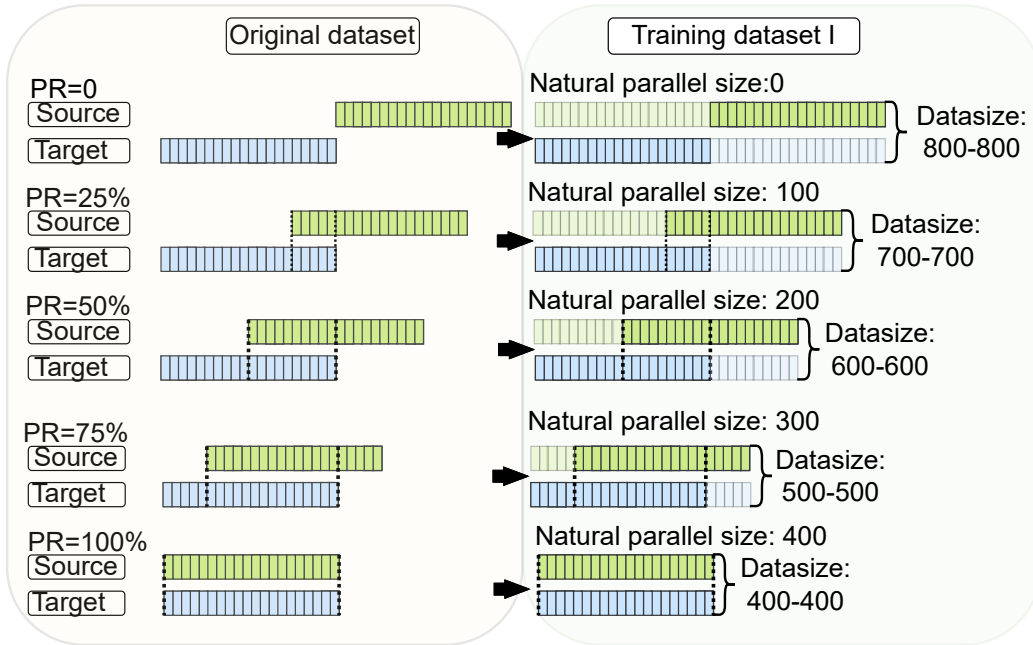 Original dataset
Training dataset I
PR=0
Source
Target
Natural parallel size:0
Datasize:
800-800
PR=25%
Source
Target
Natural parallel size: 100
Datasize:
700-700
PR=50%
Source
Target
Natural parallel size: 200
Datasize:
600-600
PR=75%
Source
Target
Natural parallel size: 300
Datasize:
500-500
PR=100%
Source
Target
Natural parallel size: 400
Datasize:
400-400